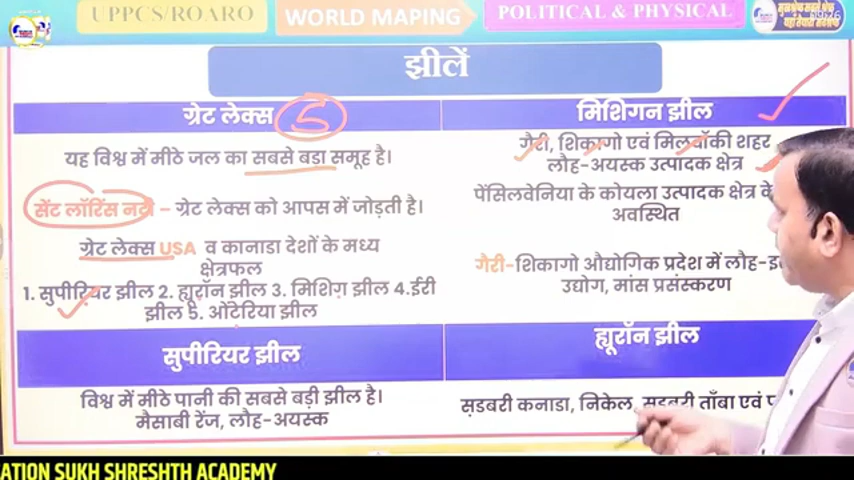 UPPCS/ROARO
WORLD MAPING
POLITICAL & PHYSICAL
झीलें
ग्रेट लेक्स 5
यह विश्व में मीठे जल का सबसे बडा समूह है।
सेंट लॉरिंस नदी – ग्रेट लेक्स को आपस में जोड़ती है।
ग्रेट लेक्स USA व कानाडा देशों के मध्य
क्षेत्रफल
1. सुपीरियर झील 2. ह्यूरॉन झील 3. मिशिग़ झील 4.ईरी
झील 5. ओंटेरिया झील
मिशिगन झील
गैरी, शिकागो एवं मिलवॉकी शहर
लौह-अयस्क उत्पादक क्षेत्र
पेंसिलवेनिया के कोयला उत्पादक क्षेत्र के
अवस्थित
गैरी-शिकागो औद्योगिक प्रदेश में
उद्योग, मांस प्रसंस्करण
सुपीरियर झील
विश्व में मीठे पानी की सबसे बड़ी झील है।
मैसाबी रेंज, लौह-अयस्क
ह्यूरॉन झील
स़डबरी कनाडा, निकेल, सडबरी ताँबा एवं
ATION SUKH SHRESHTH ACADEMY